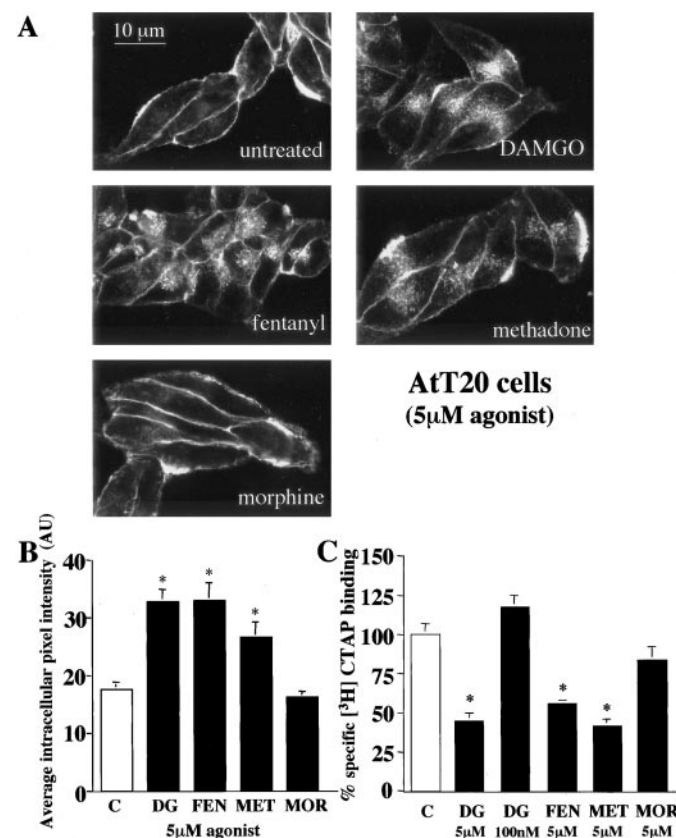 A
10 μm
untreated
DAMGO
fentanyl
methadone
morphine
AtT20 cells
(5μM agonist)
B
Average intracellular pixel intensity (AU)
40
30
20
10
0
*
*
*
C DG FEN MET MOR
5μM agonist
C
% specific [³H] CTAP binding
150
125
100
75
50
25
0
*
*
*
C DG DG FEN MET MOR
5μM 100nM 5μM 5μM 5μM